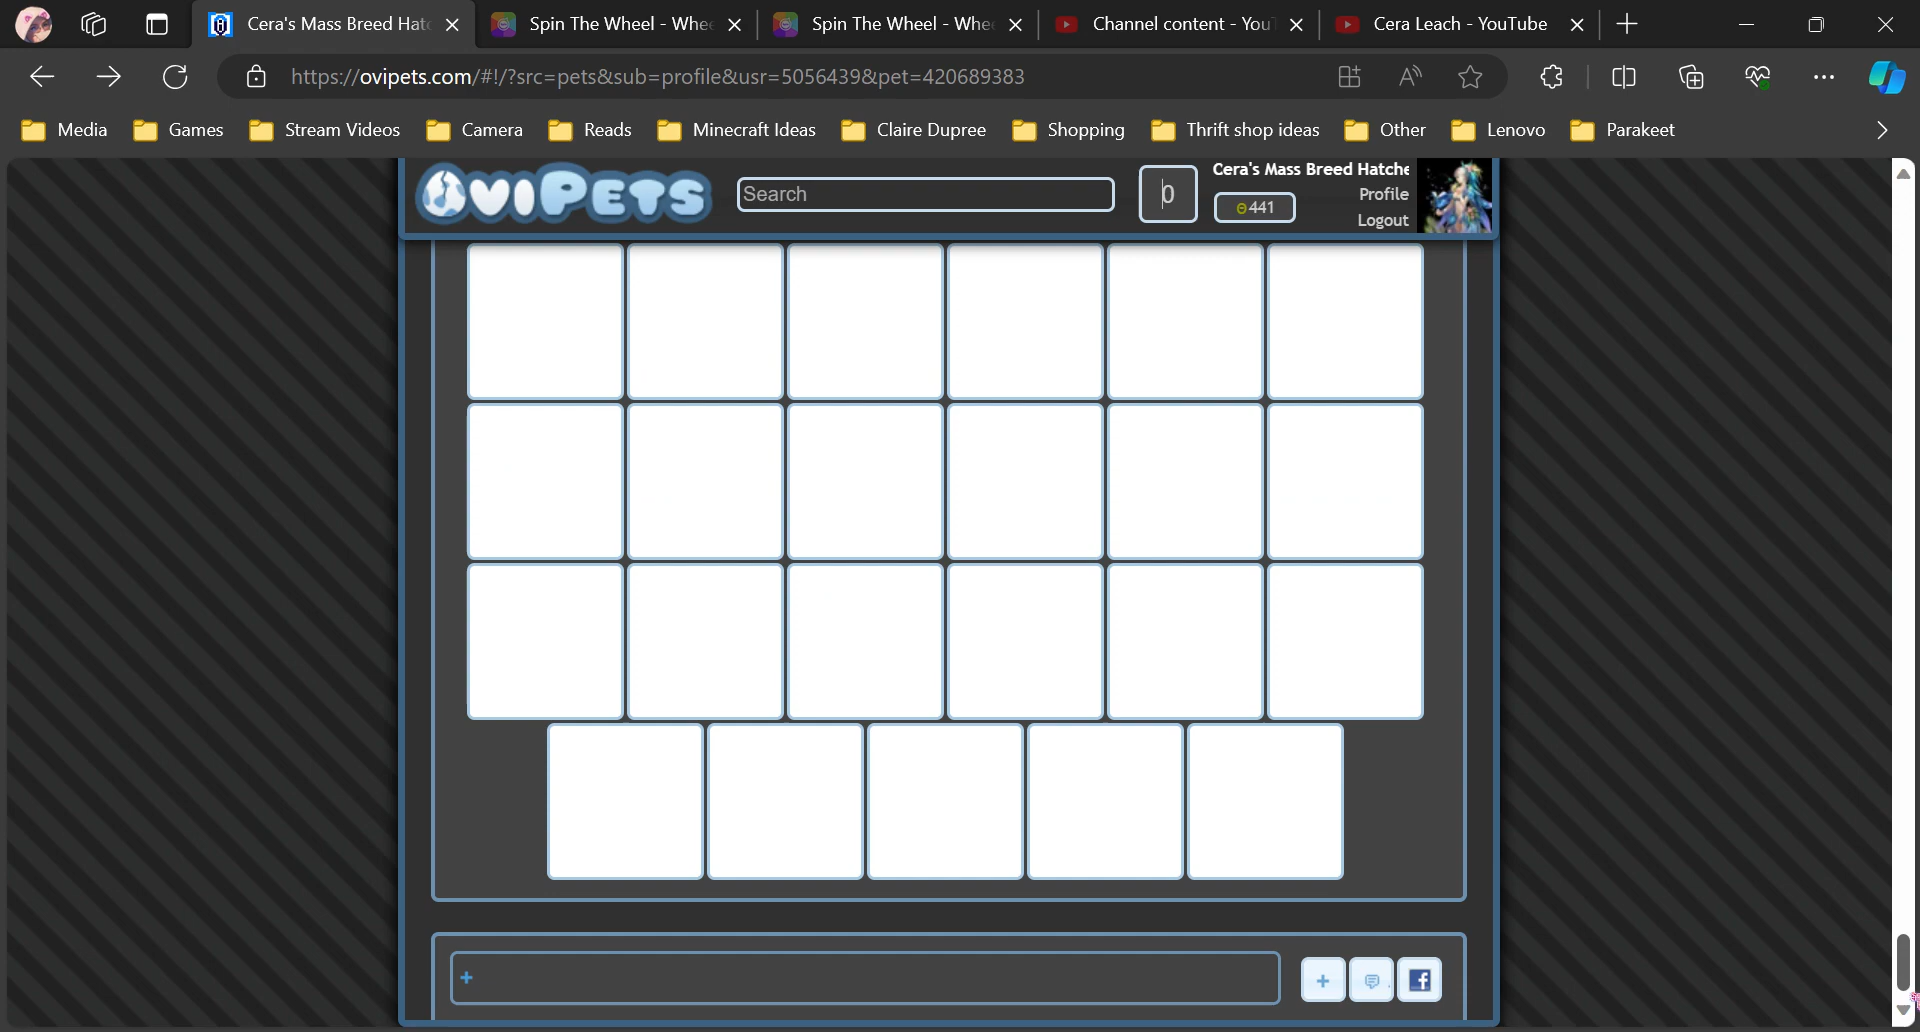 Cera's Mass Breed Hatc
Spin The Wheel - Whe
Spin The Wheel - Whe
Channel content - YouT
Cera Leach - YouTube
https://ovipets.com/#!/?src=pets&sub=profile&usr=5056439&pet=420689383
Media
Games
Stream Videos
Camera
Reads
Minecraft Ideas
Claire Dupree
Shopping
Thrift shop ideas
Other
Lenovo
Parakeet
OviPets
Search
0
Cera's Mass Breed Hatche
441
Profile
Logout
+
+
f